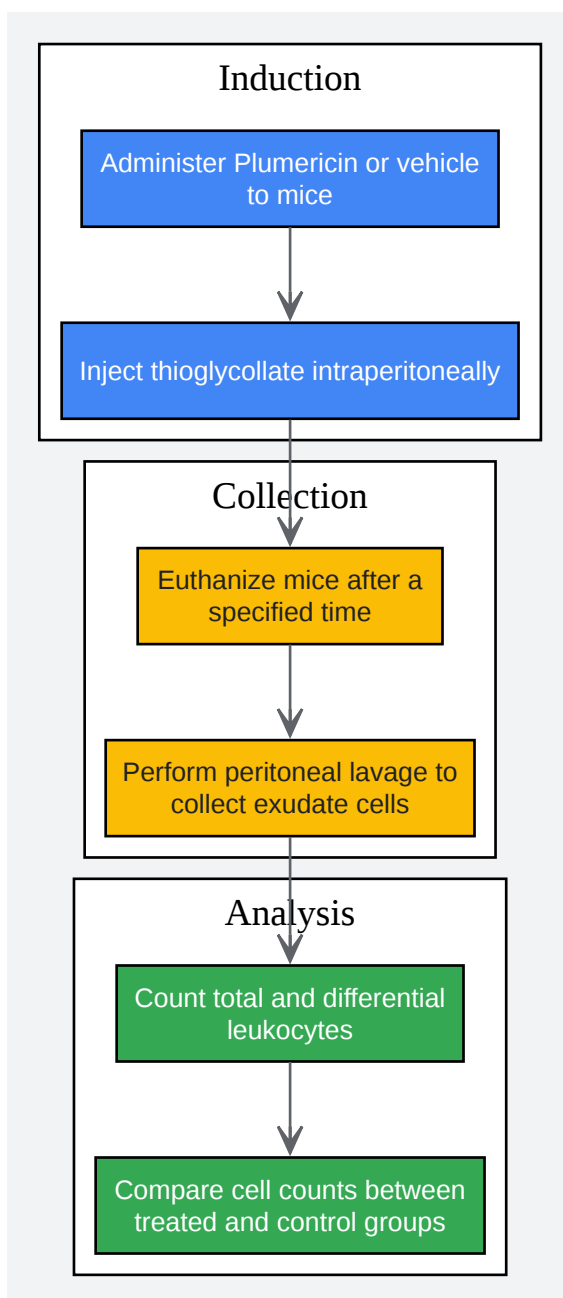 Induction
Administer Plumericin or vehicle
to mice
Inject thioglycollate intraperitoneally
Collection
Euthanize mice after a
specified time
Perform peritoneal lavage to
collect exudate cells
Analysis
Count total and differential
leukocytes
Compare cell counts between
treated and control groups